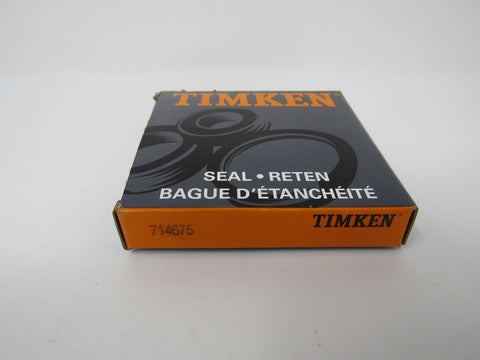 TIMKEN
SEAL • RETEN
BAGUE D'ÉTANCHÉITÉ
714675
TIMKEN